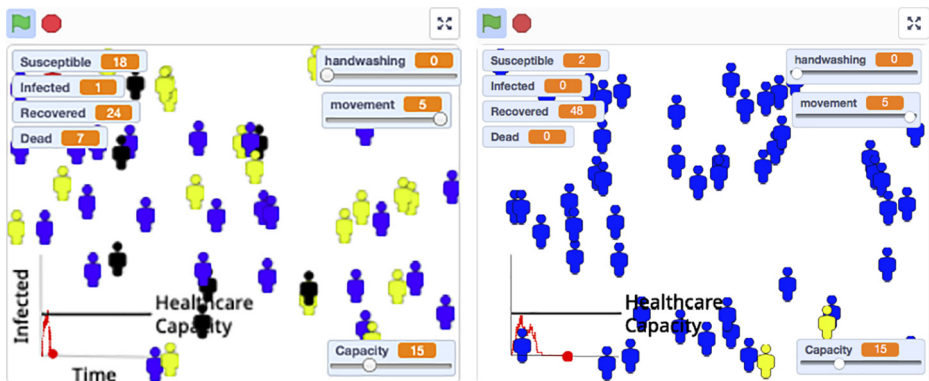 Susceptible 18
Infected 1
Recovered 24
Dead 7
handwashing 0
movement 5
Infected
Healthcare
Capacity
Time
Capacity 15
Susceptible 2
Infected 0
Recovered 48
Dead 0
handwashing 0
movement 5
Healthcare
Capacity
Capacity 15